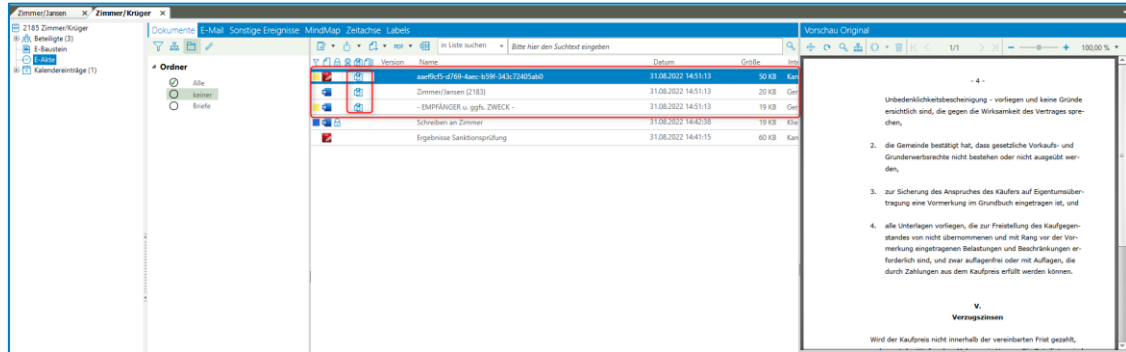 Zimmer/Jansen x Zimmer/Krüger x
2185 Zimmer/Krüger
Beteiligte (3)
E-Baustein
E-Akte
Kalendereinträge (1)
Dokumente E-Mail Sonstige Ereignisse MindMap Zeitachse Labels
Ordner
Alle
keiner
Briefe
PDF in Liste suchen Bitte hier den Suchtext eingeben
Version Name Datum Größe
aaef9cf5-d769-4aec-b59f-343c72405ab0 31.08.2022 14:51:13 50 KB Kan
Zimmer/Jansen (2183) 31.08.2022 14:51:13 20 KB Ger
- EMPFÄNGER u. ggfs. ZWECK - 31.08.2022 14:51:13 19 KB Ger
Schreiben an Zimmer 31.08.2022 14:42:38 19 KB Klie
Ergebnisse Sanktionsprüfung 31.08.2022 14:41:15 60 KB Kan
Vorschau Original
1/1 100,00 %
- 4 -
Unbedenklichkeitsbescheinigung - vorliegen und keine Gründe
ersichtlich sind, die gegen die Wirksamkeit des Vertrages spre-
chen,
2. die Gemeinde bestätigt hat, dass gesetzliche Vorkaufs- und
Grunderwerbsrechte nicht bestehen oder nicht ausgeübt wer-
den,
3. zur Sicherung des Anspruches des Käufers auf Eigentumsüber-
tragung eine Vormerkung im Grundbuch eingetragen ist, und
4. alle Unterlagen vorliegen, die zur Freistellung des Kaufgegen-
standes von nicht übernommenen und mit Rang vor der Vor-
merkung eingetragenen Belastungen und Beschränkungen er-
forderlich sind, und zwar auflagenfrei oder mit Auflagen, die
durch Zahlungen aus dem Kaufpreis erfüllt werden können.
V.
Verzugszinsen
Wird der Kaufpreis nicht innerhalb der vereinbarten Frist gezahlt,